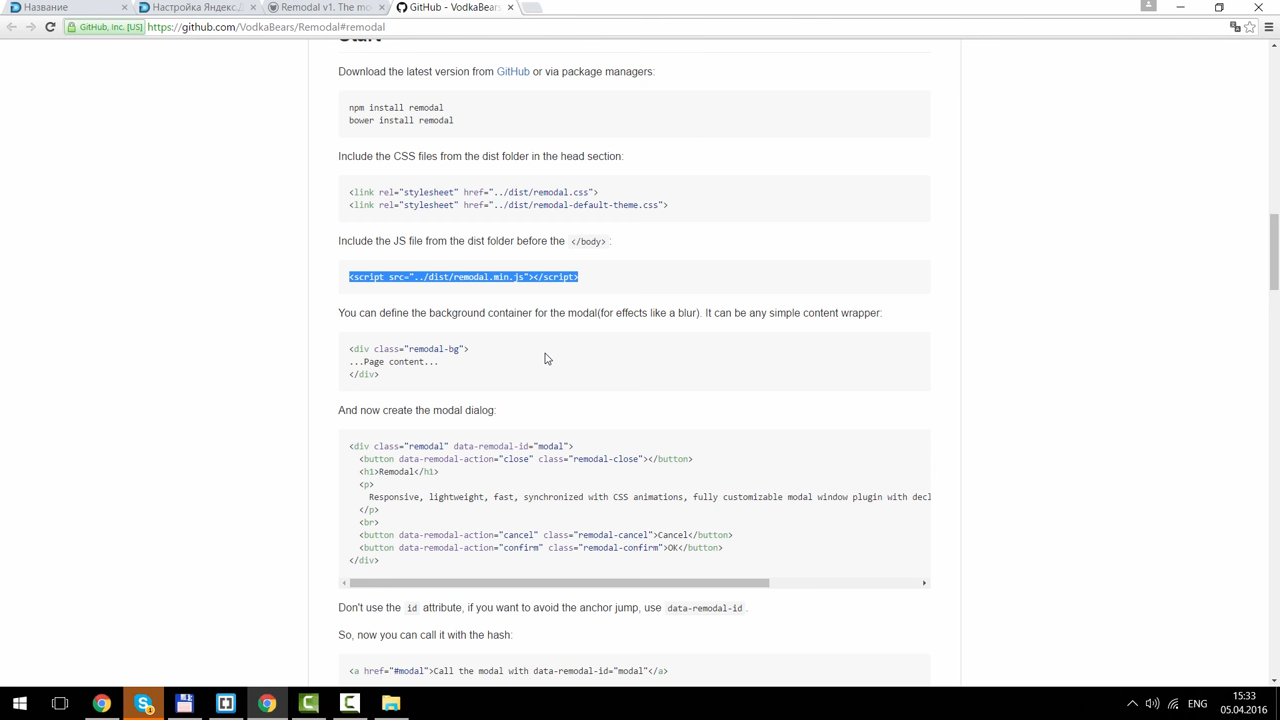 Название
Настройка Яндекс.Д
Remodal v1. The mo
GitHub - VodkaBears
GitHub, Inc. [US]
https://github.com/VodkaBears/Remodal#remodal
Start
Download the latest version from GitHub or via package managers:
npm install remodal
bower install remodal
Include the CSS files from the dist folder in the head section:
<link rel="stylesheet" href="../dist/remodal.css">
<link rel="stylesheet" href="../dist/remodal-default-theme.css">
Include the JS file from the dist folder before the </body>:
<script src="../dist/remodal.min.js"></script>
You can define the background container for the modal(for effects like a blur). It can be any simple content wrapper:
<div class="remodal-bg">
...Page content...
</div>
And now create the modal dialog:
<div class="remodal" data-remodal-id="modal">
<button data-remodal-action="close" class="remodal-close"></button>
<h1>Remodal</h1>
<p>
Responsive, lightweight, fast, synchronized with CSS animations, fully customizable modal window plugin with decl
</p>
<br>
<button data-remodal-action="cancel" class="remodal-cancel">Cancel</button>
<button data-remodal-action="confirm" class="remodal-confirm">OK</button>
</div>
Don't use the id attribute, if you want to avoid the anchor jump, use data-remodal-id.
So, now you can call it with the hash:
<a href="#modal">Call the modal with data-remodal-id="modal"</a>
ENG
15:33
05.04.2016